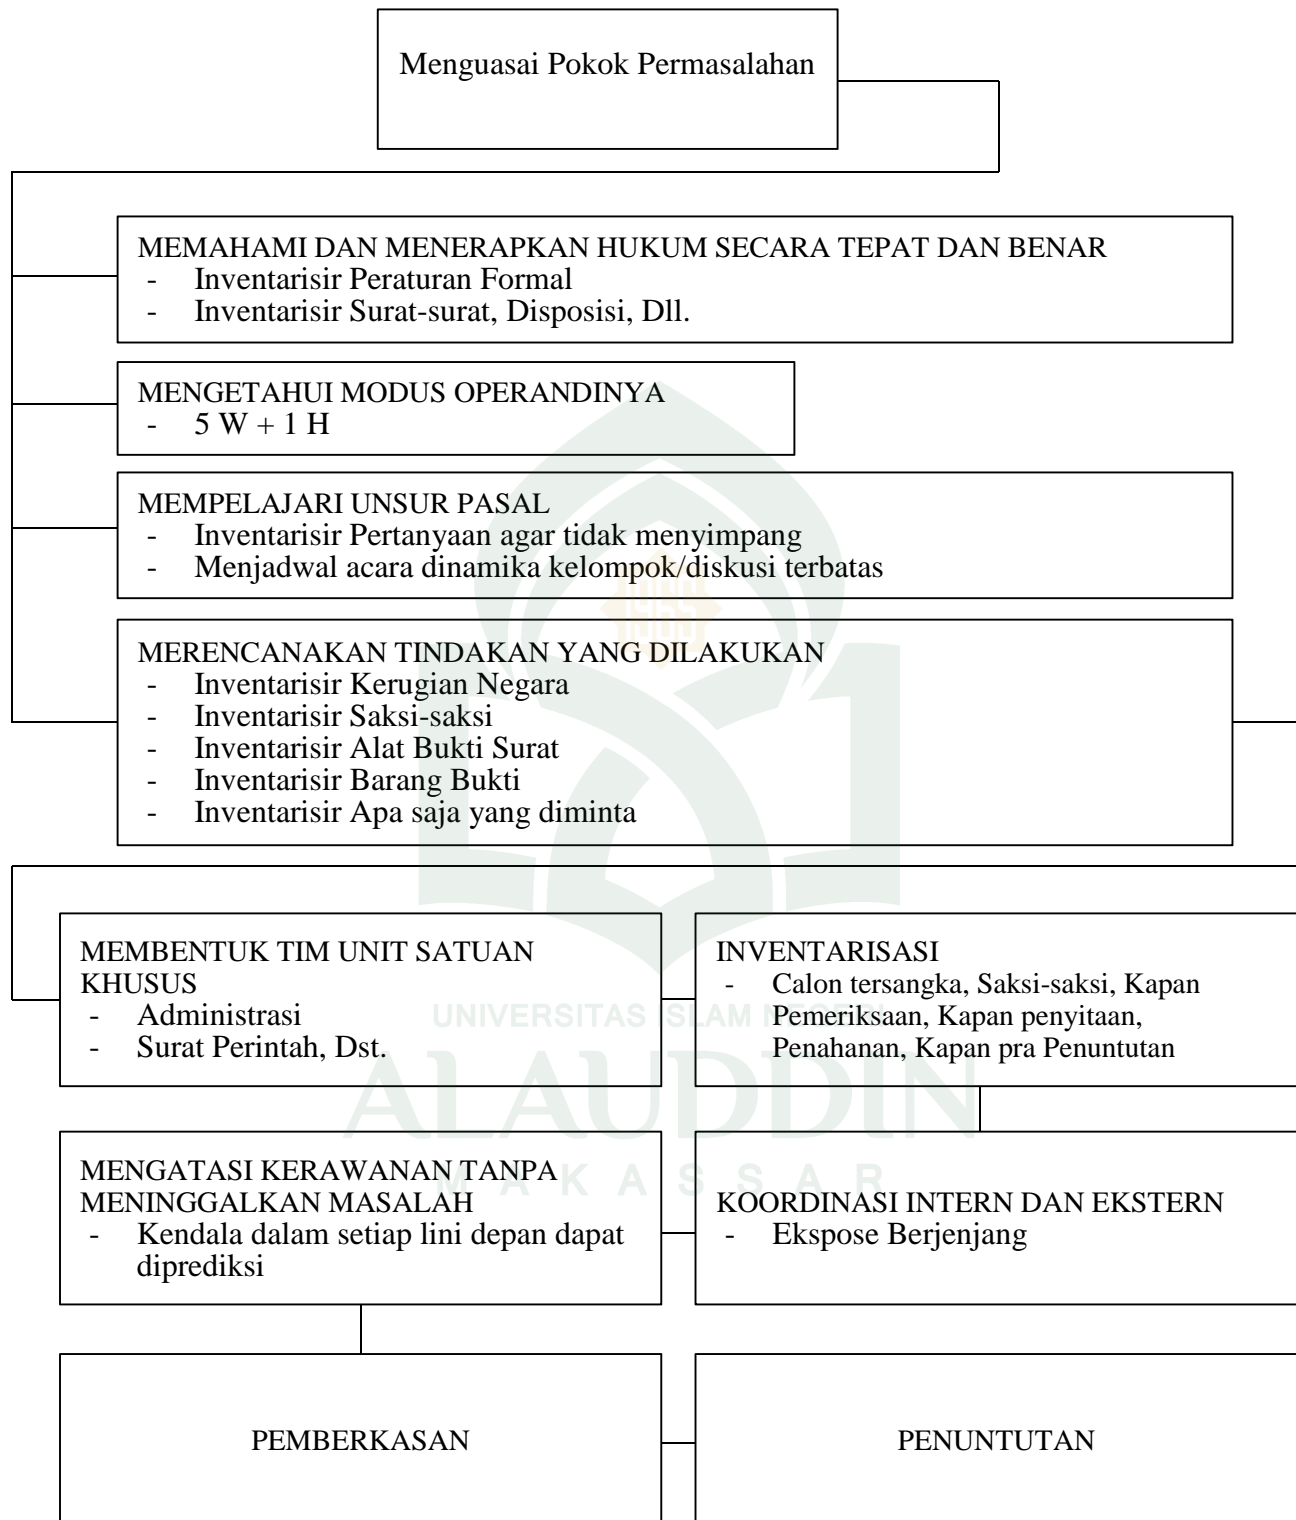 Menguasai Pokok Permasalahan
MEMAHAMI DAN MENERAPKAN HUKUM SECARA TEPAT DAN BENAR
- Inventarisir Peraturan Formal
- Inventarisir Surat-surat, Disposisi, Dll.
MENGETAHUI MODUS OPERANDINYA
- 5 W + 1 H
MEMPELAJARI UNSUR PASAL
- Inventarisir Pertanyaan agar tidak menyimpang
- Menjadwal acara dinamika kelompok/diskusi terbatas
1965
MERENCANAKAN TINDAKAN YANG DILAKUKAN
- Inventarisir Kerugian Negara
- Inventarisir Saksi-saksi
- Inventarisir Alat Bukti Surat
- Inventarisir Barang Bukti
- Inventarisir Apa saja yang diminta
MEMBENTUK TIM UNIT SATUAN
KHUSUS
- Administrasi
- Surat Perintah, Dst.
INVENTARISASI
- Calon tersangka, Saksi-saksi, Kapan
Pemeriksaan, Kapan penyitaan,
Penahanan, Kapan pra Penuntutan
UNIVERSITAS ISLAM NEGERI
ALAUDDIN
MAKASSAR
MENGATASI KERAWANAN TANPA
MENINGGALKAN MASALAH
- Kendala dalam setiap lini depan dapat
diprediksi
KOORDINASI INTERN DAN EKSTERN
- Ekspose Berjenjang
PEMBERKASAN
PENUNTUTAN